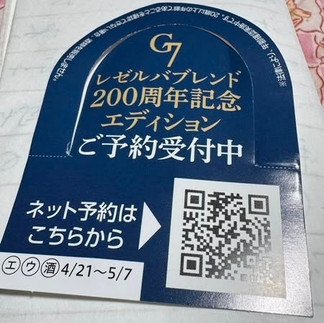 G7
レゼルバブレンド
200周年記念
エディション
ご予約受付中
ネット予約は
こちらから
エ ウ 酒 4/21〜5/7